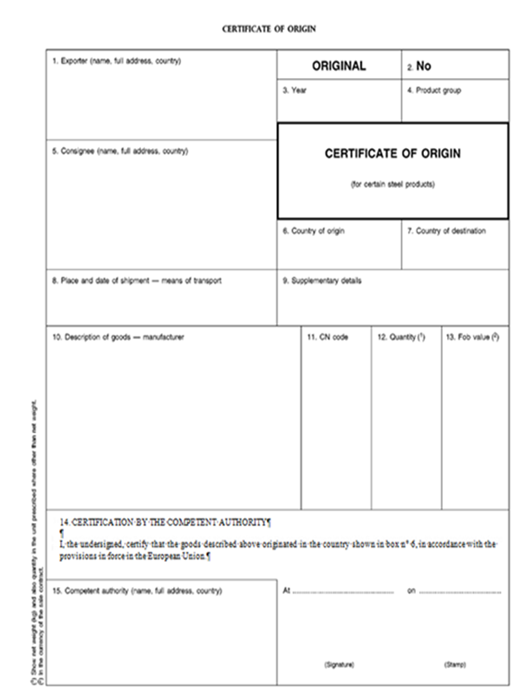 CERTIFICATE OF ORIGIN
1. Exporter (name, full address, country)
ORIGINAL
2. No
3. Year
4. Product group
5. Consignee (name, full address, country)
CERTIFICATE OF ORIGIN
(for certain steel products)
6. Country of origin
7. Country of destination
8. Place and date of shipment — means of transport
9. Supplementary details
10. Description of goods — manufacturer
11. CN code
12. Quantity (¹)
13. Fob value (²)
14. CERTIFICATION BY THE COMPETENT AUTHORITY¶
¶
I, the undersigned, certify that the goods described above originated in the country shown in box n° 6, in accordance with the
provisions in force in the European Union.¶
15. Competent authority (name, full address, country)
At ........................................ on ........................................
(Signature)
(Stamp)
(¹) Show net weight (kg) and also quantity in the unit prescribed where other than net weight.
(²) In the currency of the sale contract.